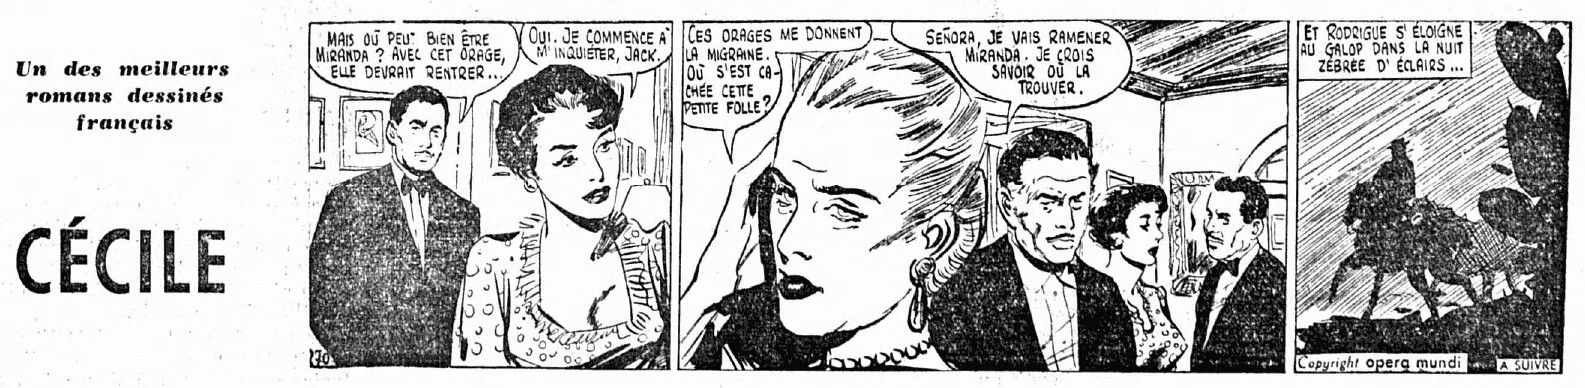 Un des meilleurs
romans dessinés
français
CÉCILE
MAIS OÙ PEUT BIEN ÊTRE
MIRANDA ? AVEC CET ORAGE,
ELLE DEVRAIT RENTRER...
OUI. JE COMMENCE À
M'INQUIÉTER, JACK.
70
CES ORAGES ME DONNENT
LA MIGRAINE.
OÙ S'EST CA-
CHÉE CETTE
PETITE FOLLE?
SEÑORA, JE VAIS RAMENER
MIRANDA. JE CROIS
SAVOIR OÙ LA
TROUVER.
ET RODRIGUE S'ÉLOIGNE
AU GALOP DANS LA NUIT
ZÉBRÉE D'ÉCLAIRS ...
Copyright opera mundi
A SUIVRE